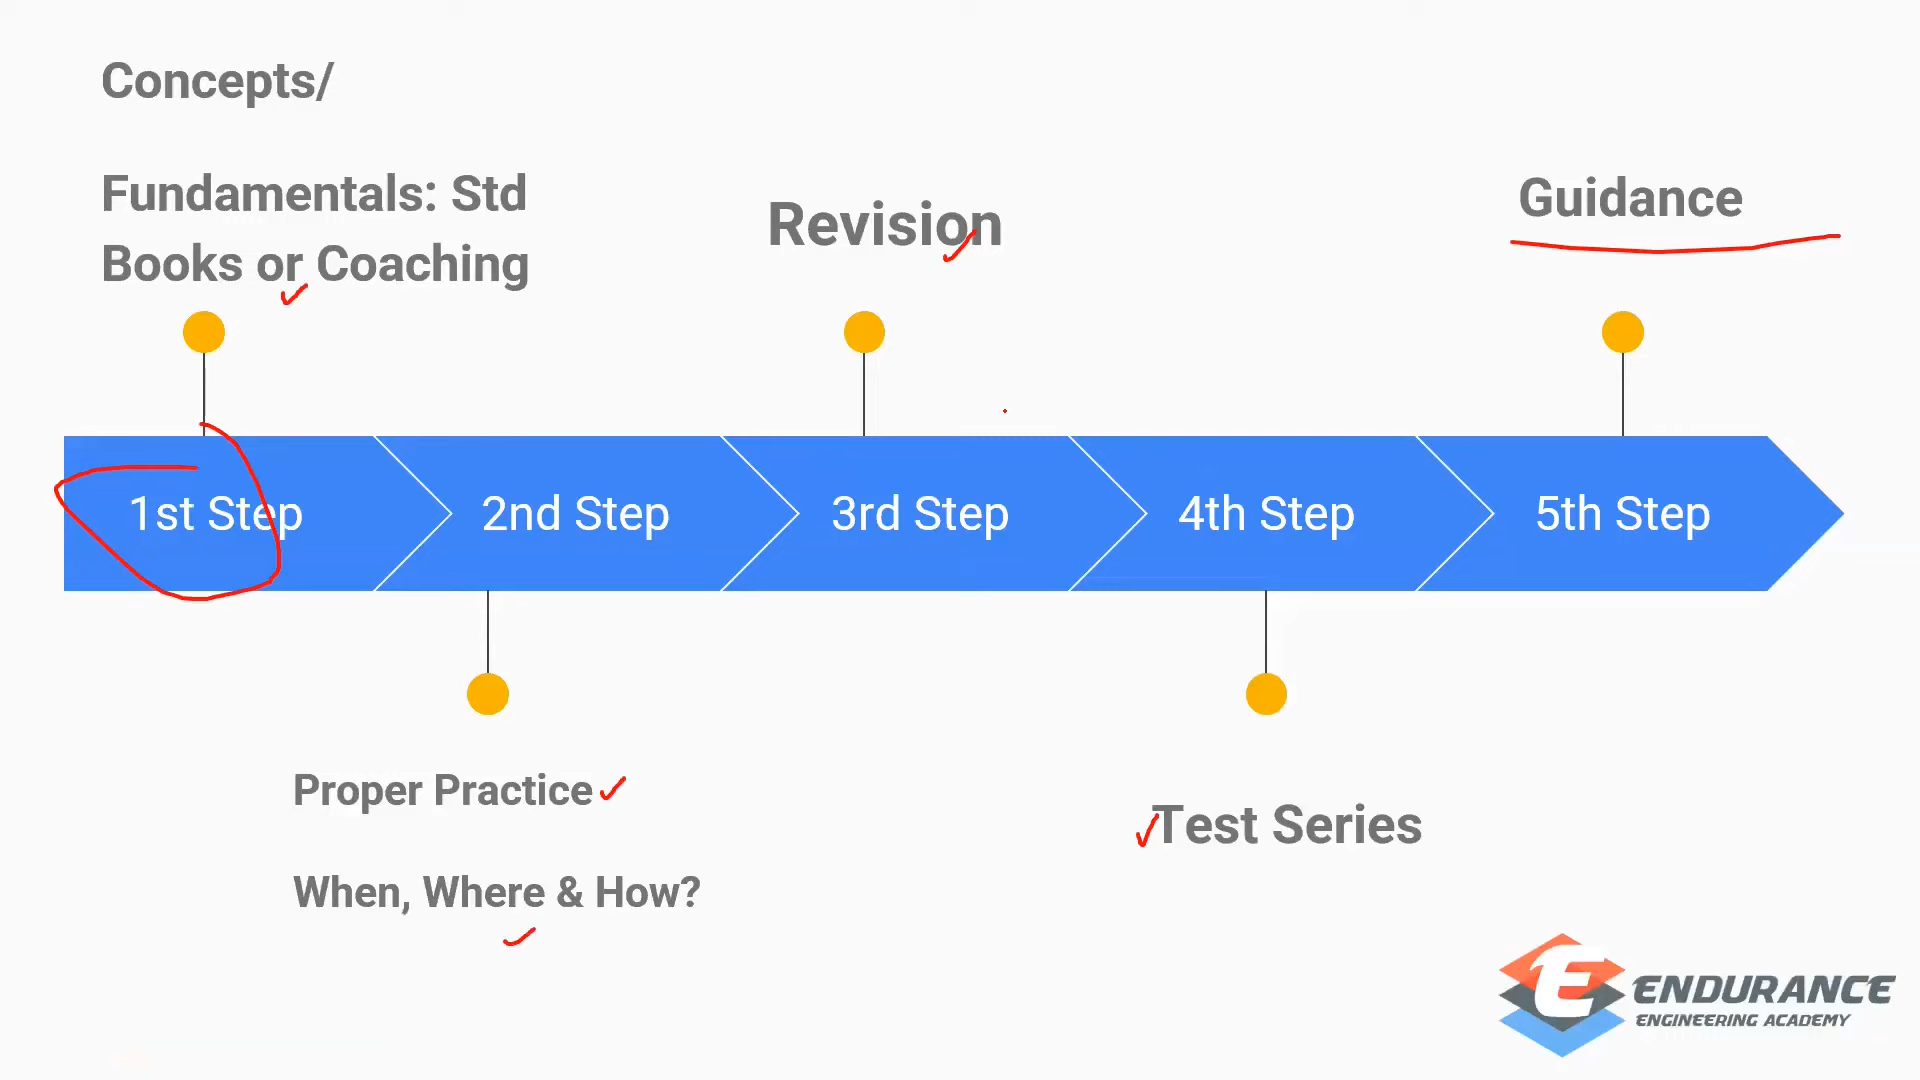 Concepts/
Fundamentals: Std
Books or Coaching
Revision
Guidance
1st Step
2nd Step
3rd Step
4th Step
5th Step
Proper Practice
When, Where & How?
Test Series
ENDURANCE
ENGINEERING ACADEMY